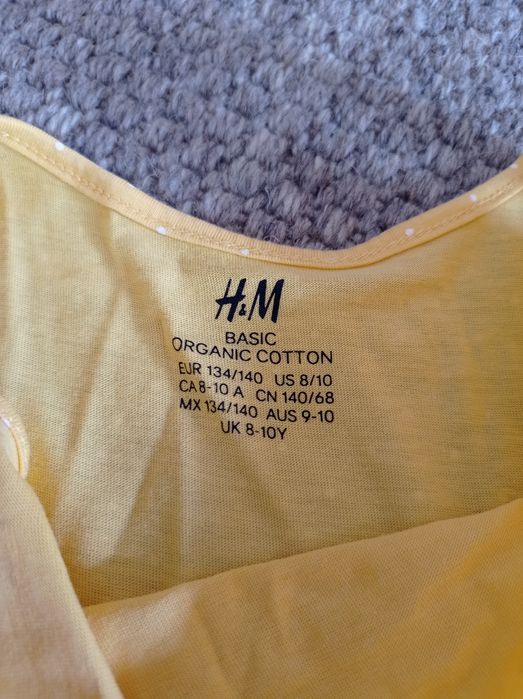 H&M
BASIC
ORGANIC COTTON
EUR 134/140 US 8/10
CA 8-10 A CN 140/68
MX 134/140 AUS 9-10
UK 8-10Y